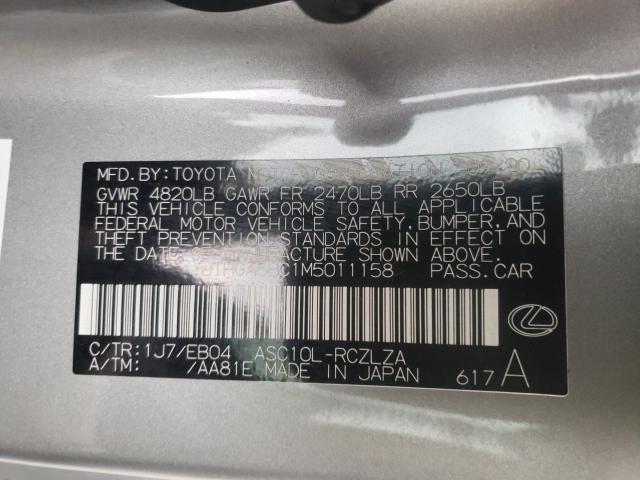 MFD. BY: TOYOTA
GVWR 4820LB GAWR FR 2470LB RR 2650LB
THIS VEHICLE CONFORMS TO ALL APPLICABLE
FEDERAL MOTOR VEHICLE SAFETY, BUMPER, AND
THEFT PREVENTION STANDARDS IN EFFECT ON
THE DATE OF MANUFACTURE SHOWN ABOVE.
C1M5011158 PASS. CAR
C/TR: 1J7/EB04 ASC10L-RCZLZA
A/TM: /AA81E MADE IN JAPAN 617 A